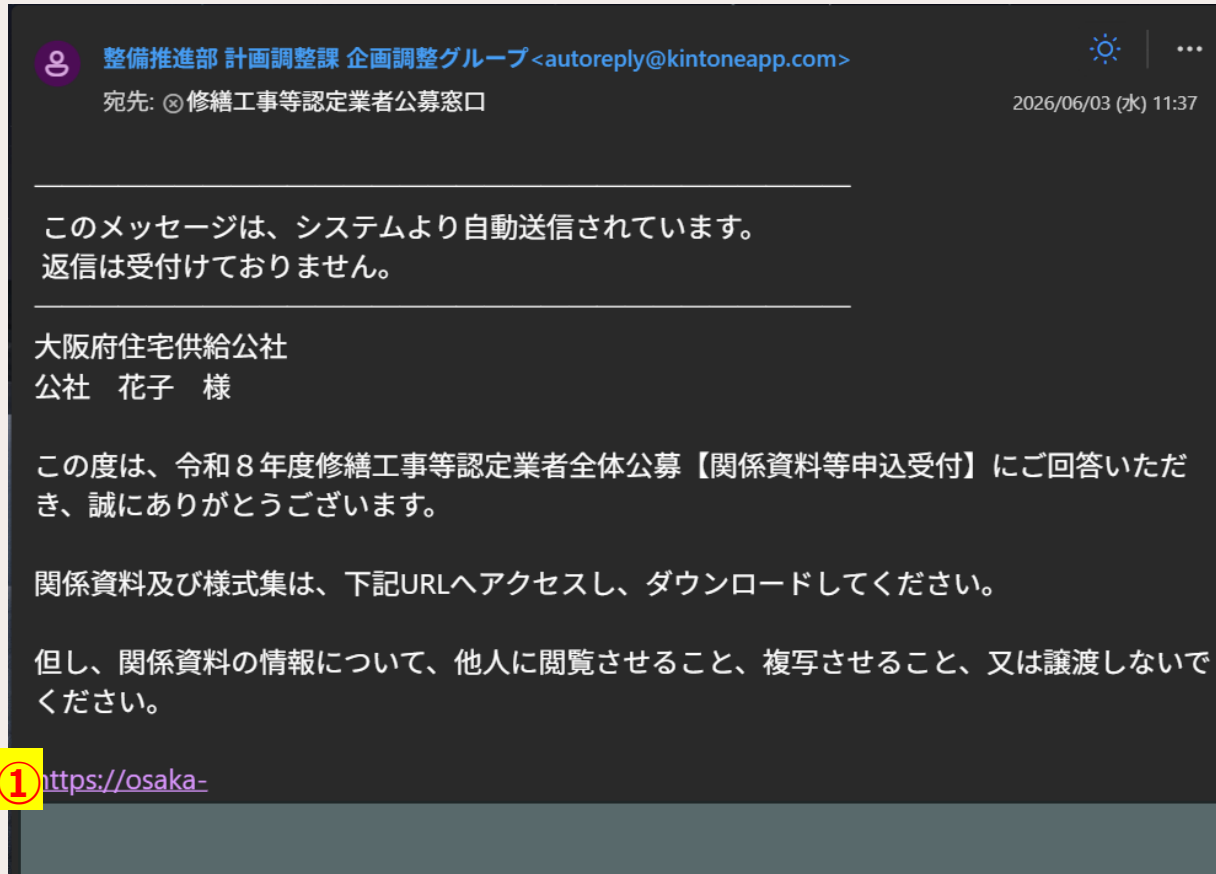 整備推進部 計画調整課 企画調整グループ<autoreply@kintoneapp.com>
宛先: 修繕工事等認定業者公募窓口
2026/06/03 (水) 11:37
このメッセージは、システムより自動送信されています。
返信は受付けておりません。
大阪府住宅供給公社
公社　花子　様
この度は、令和８年度修繕工事等認定業者全体公募【関係資料等申込受付】にご回答いただ
き、誠にありがとうございます。
関係資料及び様式集は、下記URLへアクセスし、ダウンロードしてください。
但し、関係資料の情報について、他人に閲覧させること、複写させること、又は譲渡しないで
ください。
①https://osaka-